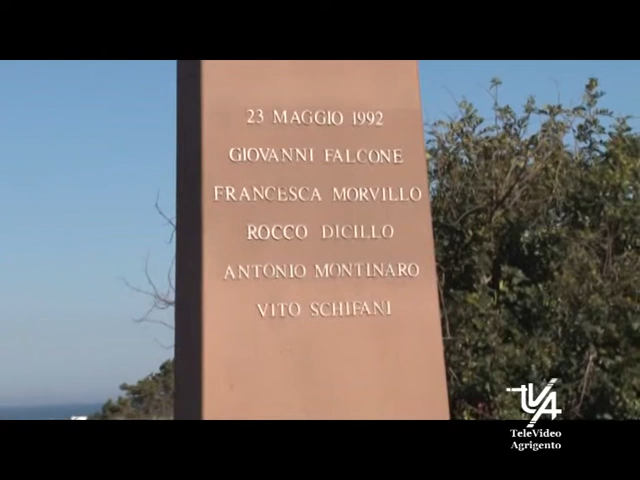 23 MAGGIO 1992
GIOVANNI FALCONE
FRANCESCA MORVILLO
ROCCO DICILLO
ANTONIO MONTINARO
VITO SCHIFANI
TVA
TeleVideo
Agrigento